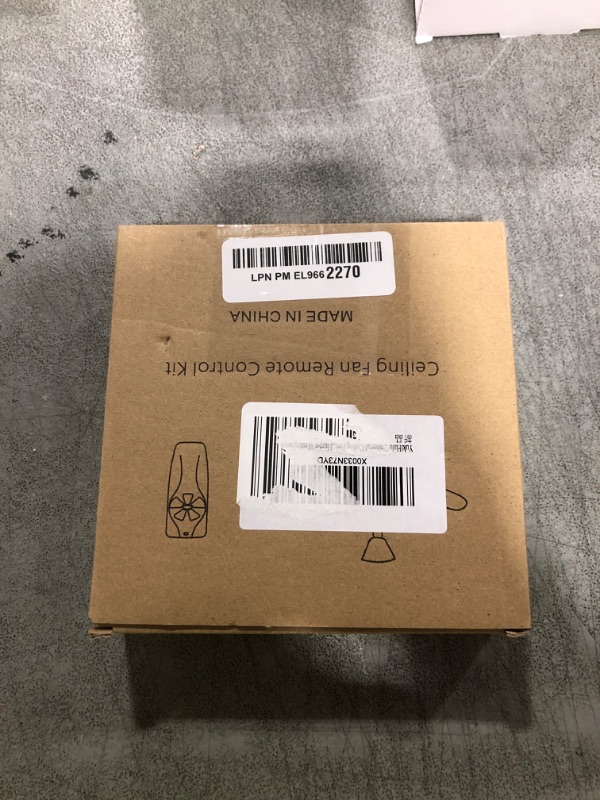 LPN PM EL966 2270
MADE IN CHINA
Ceiling Fan Remote Control Kit
X0033N73YD